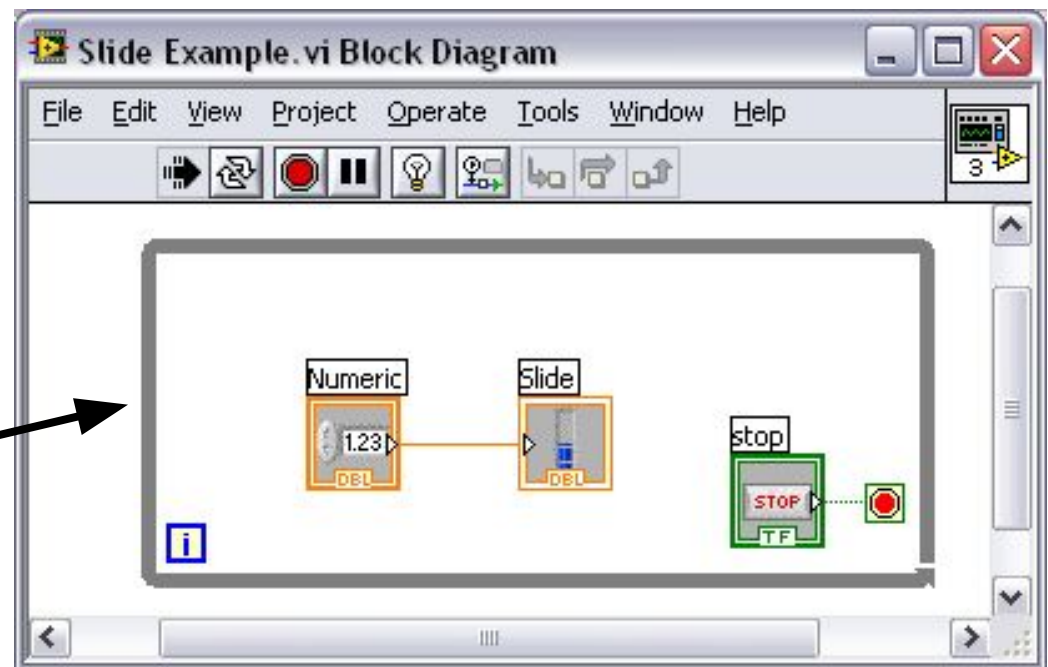 Slide Example.vi Block Diagram
File Edit View Project Operate Tools Window Help
3
Numeric
1.23
DBL
Slide
DBL
stop
STOP
TF
i